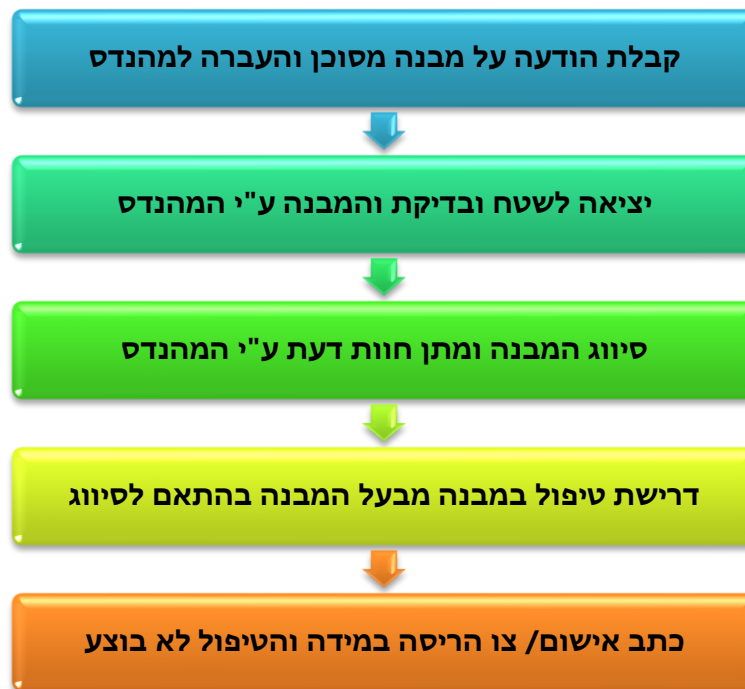 קבלת הודעה על מבנה מסוכן והעברה למהנדס
יציאה לשטח ובדיקת והמבנה ע"י המהנדס
סיווג המבנה ומתן חוות דעת ע"י המהנדס
דרישת טיפול במבנה מבעל המבנה בהתאם לסיווג
כתב אישום/ צו הריסה במידה והטיפול לא בוצע